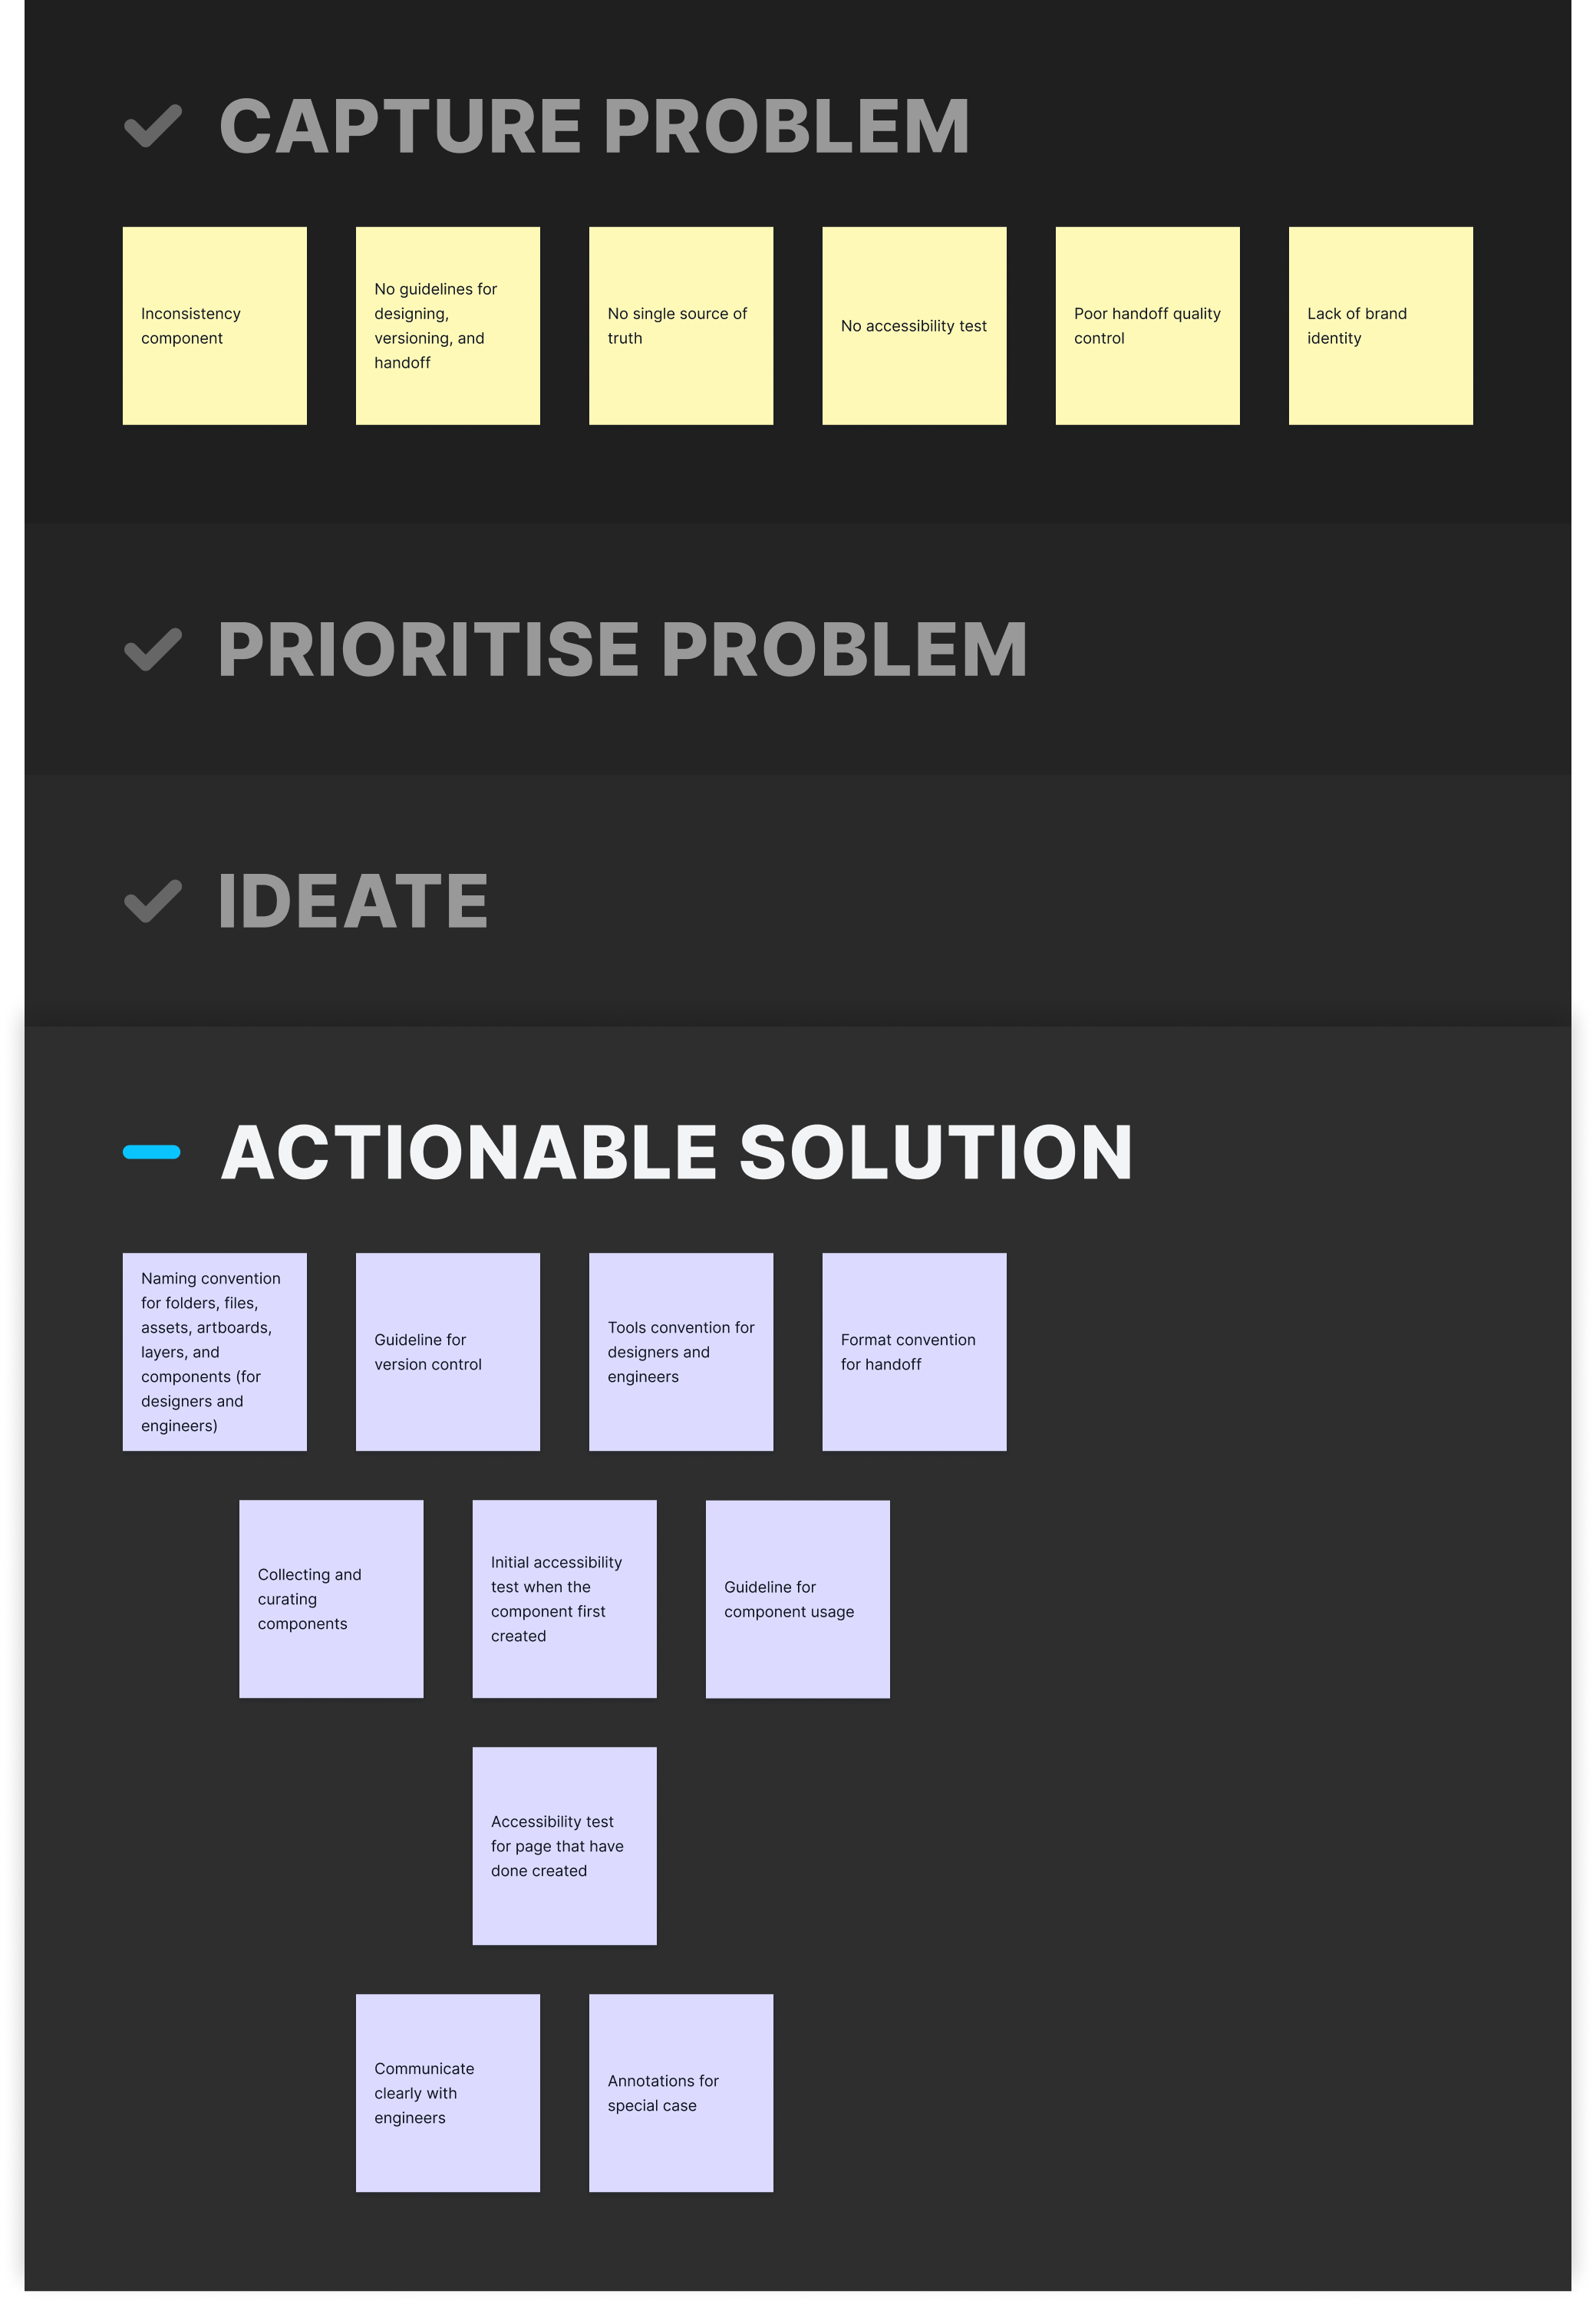 CAPTURE PROBLEM
Inconsistency
component
No guidelines for
designing,
versioning, and
handoff
No single source of
truth
No accessibility test
Poor handoff quality
control
Lack of brand
identity
PRIORITISE PROBLEM
IDEATE
ACTIONABLE SOLUTION
Naming convention
for folders, files,
assets, artboards,
layers, and
components (for
designers and
engineers)
Guideline for
version control
Tools convention for
designers and
engineers
Format convention
for handoff
Collecting and
curating
components
Initial accessibility
test when the
component first
created
Guideline for
component usage
Accessibility test
for page that have
done created
Communicate
clearly with
engineers
Annotations for
special case